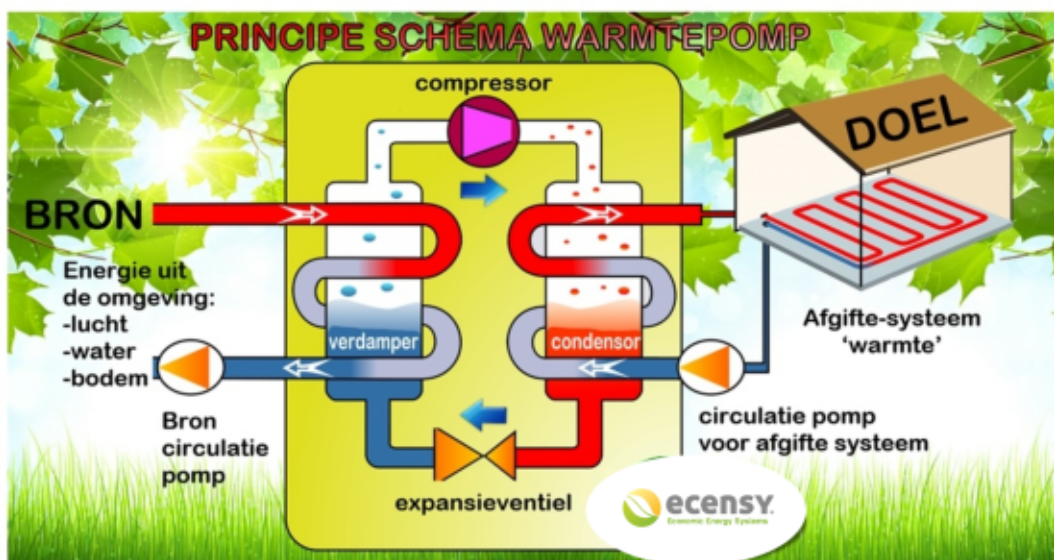 PRINCIPE SCHEMA WARMTEPOMP
compressor
DOEL
BRON
Energie uit
de omgeving:
-lucht
-water
-bodem
verdamper
condensor
Afgifte-systeem
‘warmte’
Bron
circulatie
pomp
circulatie pomp
voor afgifte systeem
expansieventiel
ecensy
Economic Energy Systems